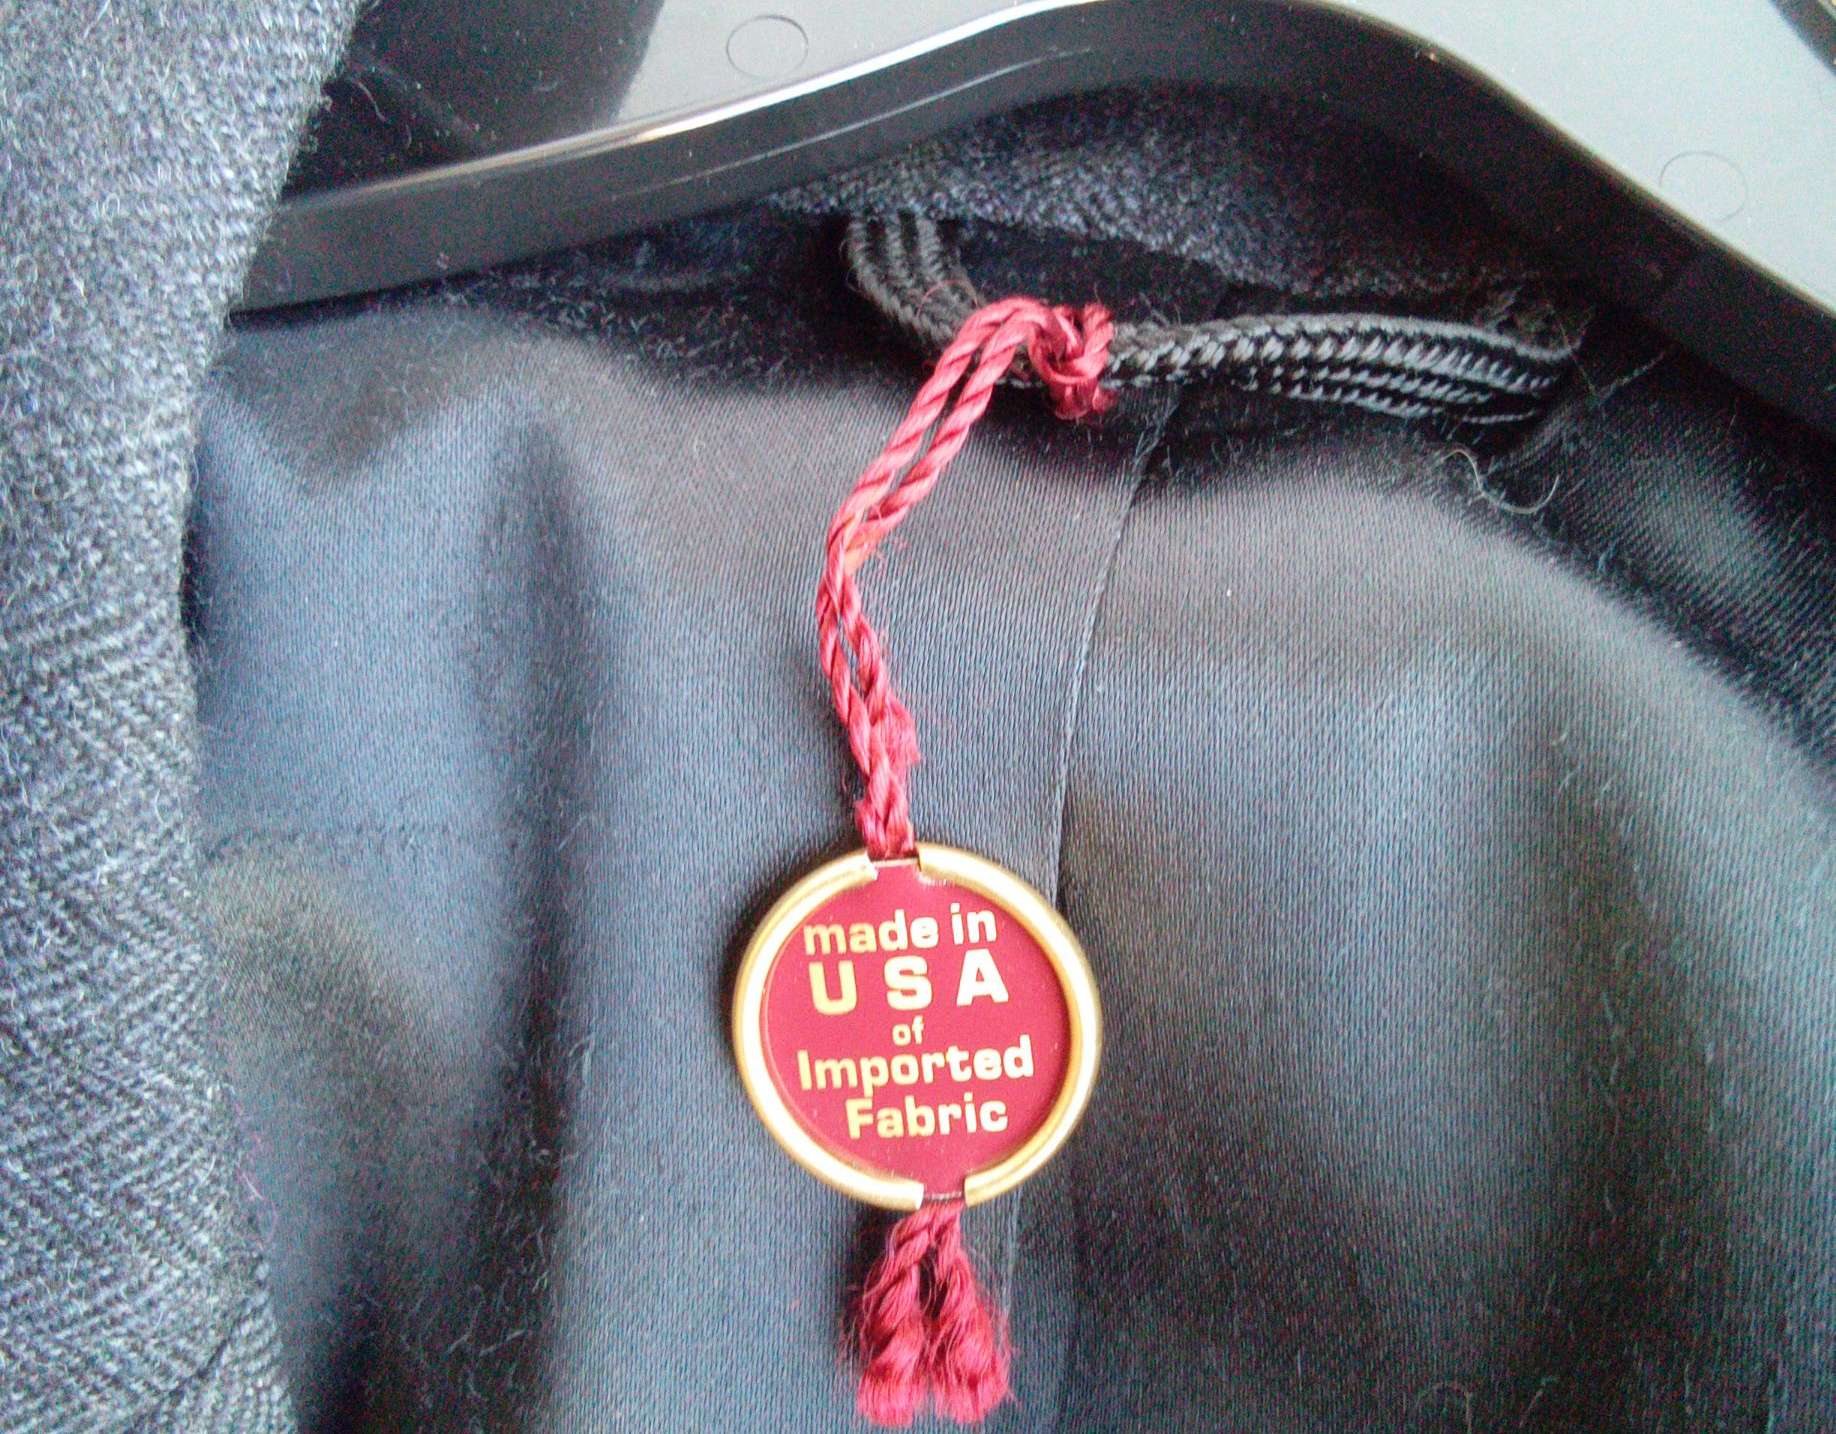 made in
USA
of
Imported
Fabric